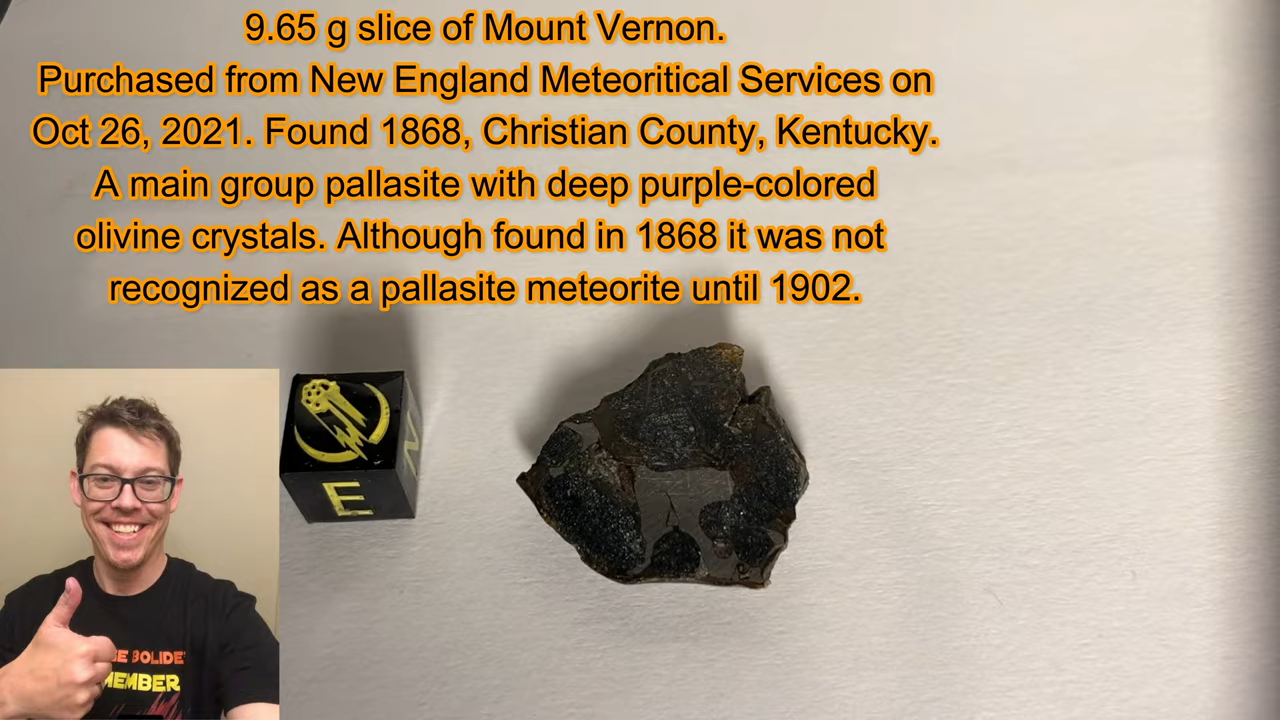 9.65 g slice of Mount Vernon.
Purchased from New England Meteoritical Services on
Oct 26, 2021. Found 1868, Christian County, Kentucky.
A main group pallasite with deep purple-colored
olivine crystals. Although found in 1868 it was not
recognized as a pallasite meteorite until 1902.
E
N
BOLIDE